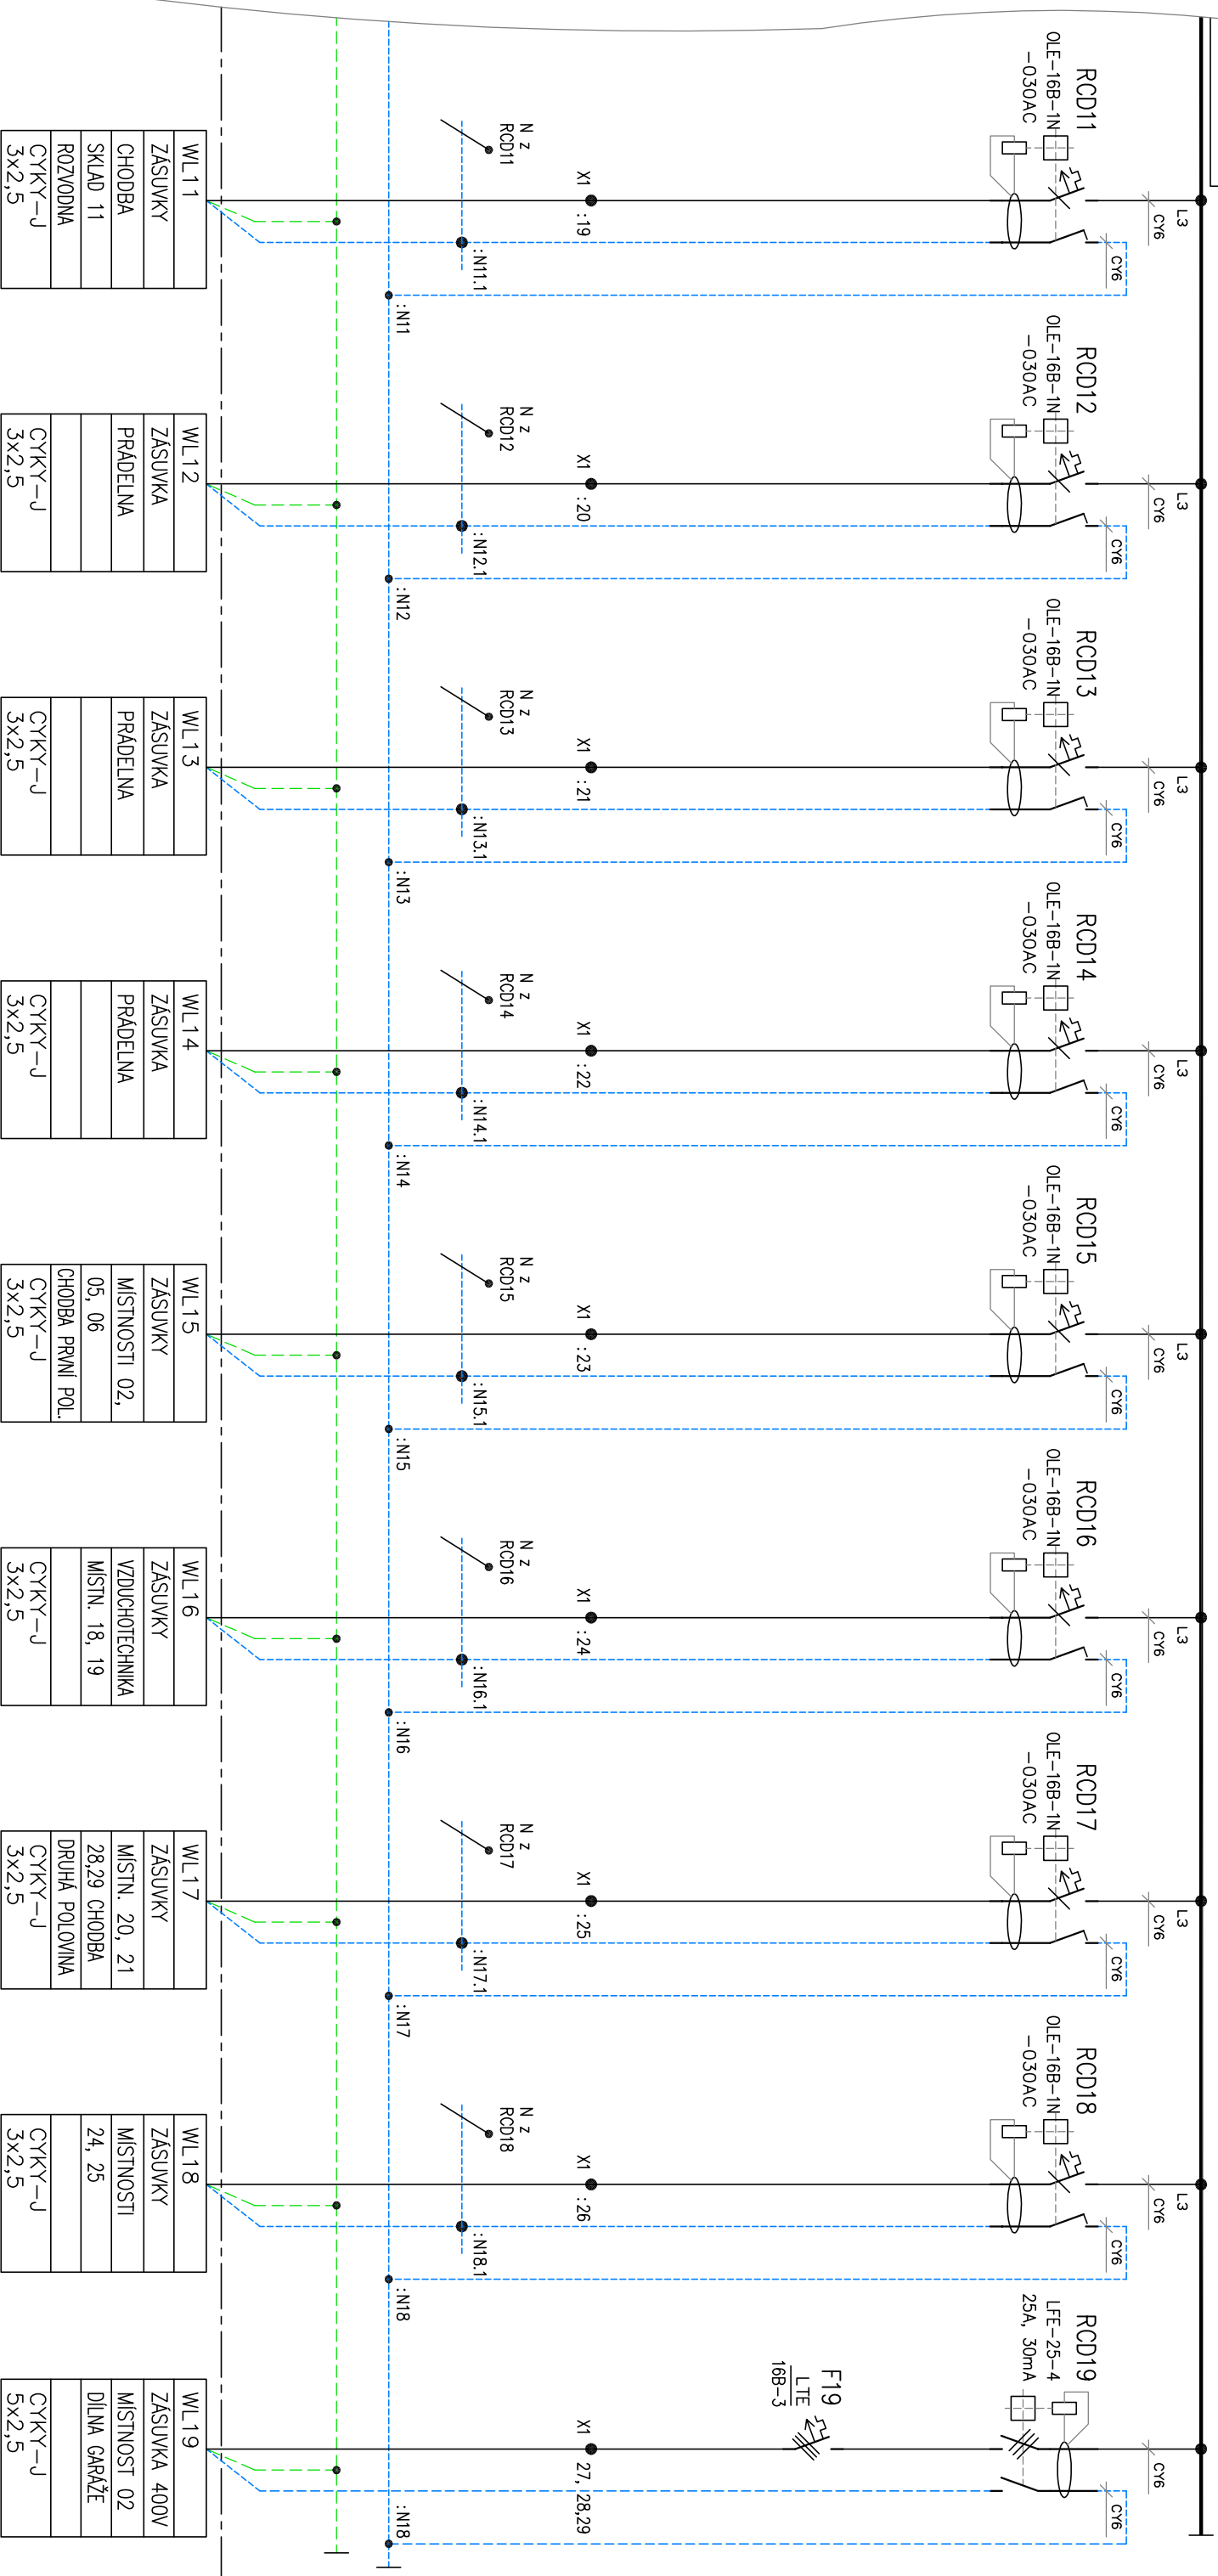 RCD11
OLE-16B-1N
-030AC
L3
CY6
CY6
X1 :19
N z
RCD11
:N11.1
:N11
WL11
ZÁSUVKY
CHODBA
SKLAD 11
ROZVODNA
CYKY-J
3x2,5
RCD12
OLE-16B-1N
-030AC
L3
CY6
CY6
X1 :20
N z
RCD12
:N12.1
:N12
WL12
ZÁSUVKA
PRÁDELNA
CYKY-J
3x2,5
RCD13
OLE-16B-1N
-030AC
L3
CY6
CY6
X1 :21
N z
RCD13
:N13.1
:N13
WL13
ZÁSUVKA
PRÁDELNA
CYKY-J
3x2,5
RCD14
OLE-16B-1N
-030AC
L3
CY6
CY6
X1 :22
N z
RCD14
:N14.1
:N14
WL14
ZÁSUVKA
PRÁDELNA
CYKY-J
3x2,5
RCD15
OLE-16B-1N
-030AC
L3
CY6
CY6
X1 :23
N z
RCD15
:N15.1
:N15
WL15
ZÁSUVKY
MÍSTNOSTI 02,
05, 06
CHODBA PRVNÍ POL.
CYKY-J
3x2,5
RCD16
OLE-16B-1N
-030AC
L3
CY6
CY6
X1 :24
N z
RCD16
:N16.1
:N16
WL16
ZÁSUVKY
VZDUCHOTECHNIKA
MÍSTN. 18, 19
CYKY-J
3x2,5
RCD17
OLE-16B-1N
-030AC
L3
CY6
CY6
X1 :25
N z
RCD17
:N17.1
:N17
WL17
ZÁSUVKY
MÍSTN. 20, 21
28,29 CHODBA
DRUHÁ POLOVINA
CYKY-J
3x2,5
RCD18
OLE-16B-1N
-030AC
L3
CY6
CY6
X1 :26
N z
RCD18
:N18.1
:N18
WL18
ZÁSUVKY
MÍSTNOSTI
24, 25
CYKY-J
3x2,5
RCD19
LFE-25-4
25A, 30mA
CY6
CY6
F19
LTE
16B-3
X1 27, 28,29
:N18
WL19
ZÁSUVKA 400V
MÍSTNOST 02
DÍLNA GARÁŽE
CYKY-J
5x2,5